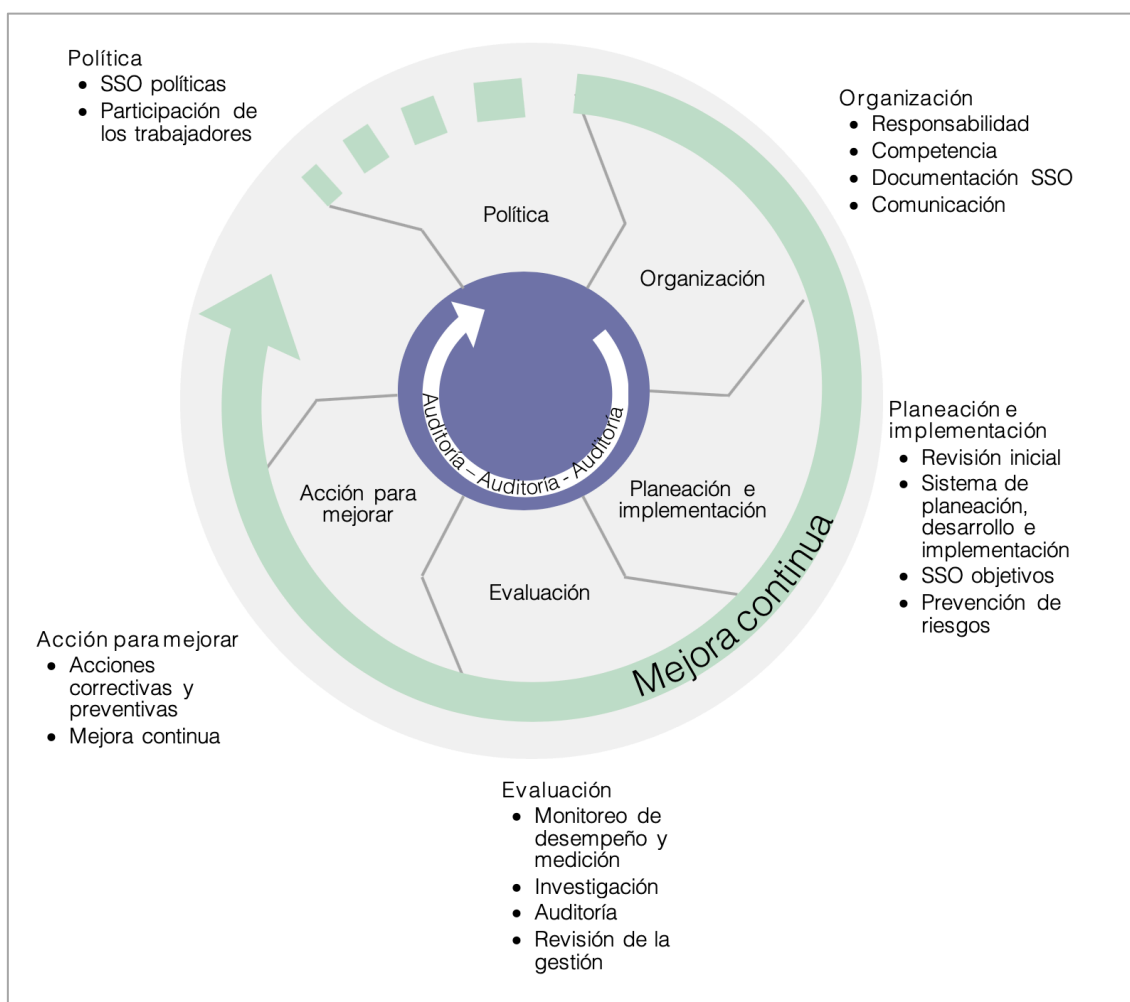 Política
• SSO políticas
• Participación de
los trabajadores
Organización
• Responsabilidad
• Competencia
• Documentación SSO
• Comunicación
Política
Organización
Planeación e
implementación
Evaluación
Acción para
mejorar
Auditoría – Auditoría - Auditoría
Mejora continua
Planeación e
implementación
• Revisión inicial
• Sistema de
planeación,
desarrollo e
implementación
• SSO objetivos
• Prevención de
riesgos
Acción para mejorar
• Acciones
correctivas y
preventivas
• Mejora continua
Evaluación
• Monitoreo de
desempeño y
medición
• Investigación
• Auditoría
• Revisión de la
gestión